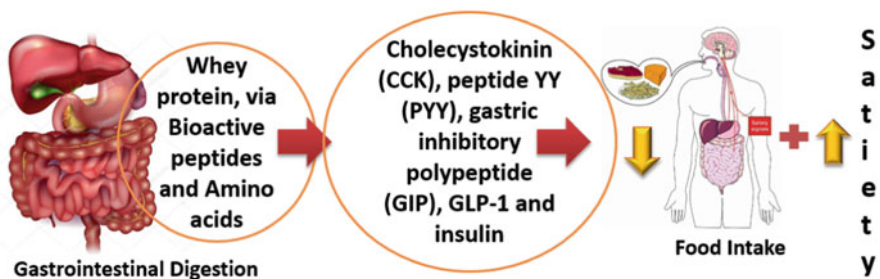 Whey
protein, via
Bioactive
peptides
and Amino
acids
Gastrointestinal Digestion
Cholecystokinin
(CCK), peptide YY
(PYY), gastric
inhibitory
polypeptide
(GIP), GLP-1 and
insulin
Food Intake
Satiety